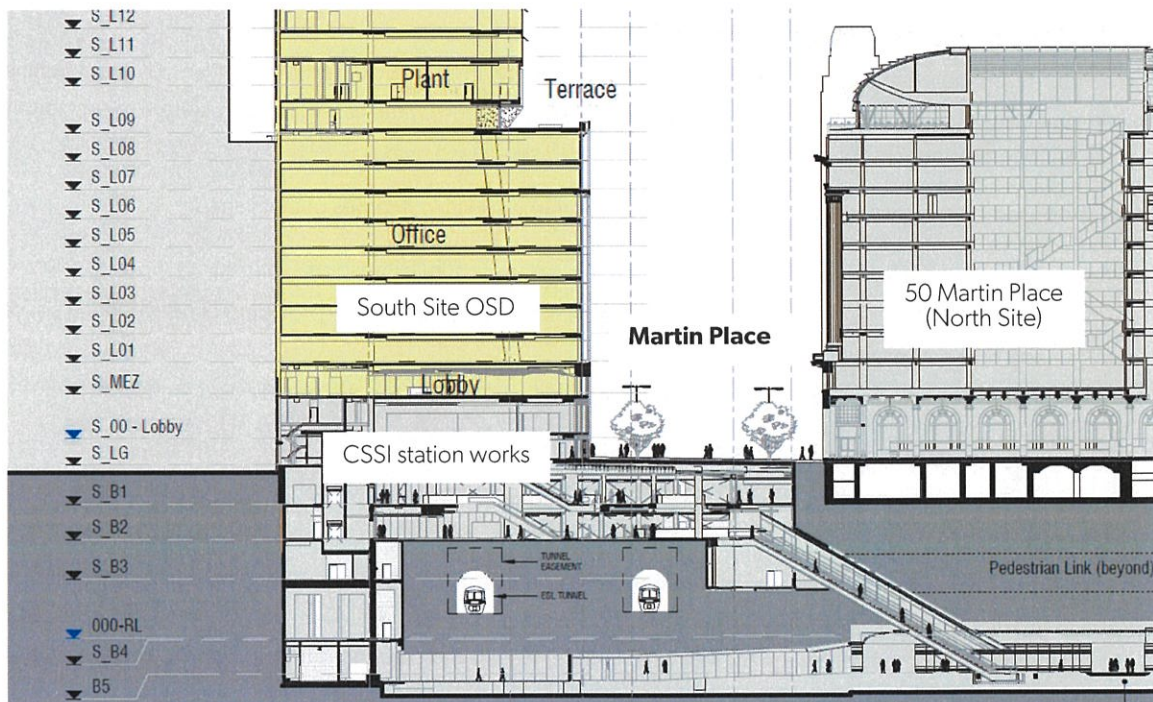 S_L12
S_L11
S_L10
S_L09
S_L08
S_L07
S_L06
S_L05
S_L04
S_L03
S_L02
S_L01
S_MEZ
S_00 - Lobby
S_LG
S_B1
S_B2
S_B3
000-RL
S_B4
B5
Plant
Terrace
Office
South Site OSD
Lobby
CSSI station works
Martin Place
50 Martin Place
(North Site)
TUNNEL
EASEMENT
ESL TUNNEL
Pedestrian Link (beyond)